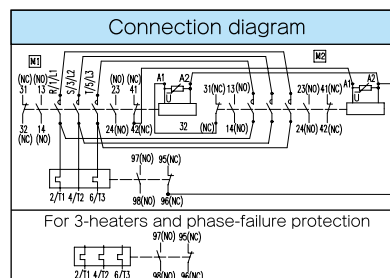 Connection diagram
M1 M2
(NC) (NO) R/1/L1 S/3/L2 T/5/L3 (NO) (NC) A1 A2 A1 A2
31 13 23 41 31(NC) 13(NO) 23(NO) 41(NC)
U U
32 14 24(NO) 42(NC) 32 (NC) 14(NO) 24(NO) 42(NC)
(NC) (NO)
97(NO) 95(NC)
2/T1 4/T2 6/T3 98(NO) 96(NC)
For 3-heaters and phase-failure protection
97(NO) 95(NC)
2/T1 4/T2 6/T3 98(NO) 96(NC)